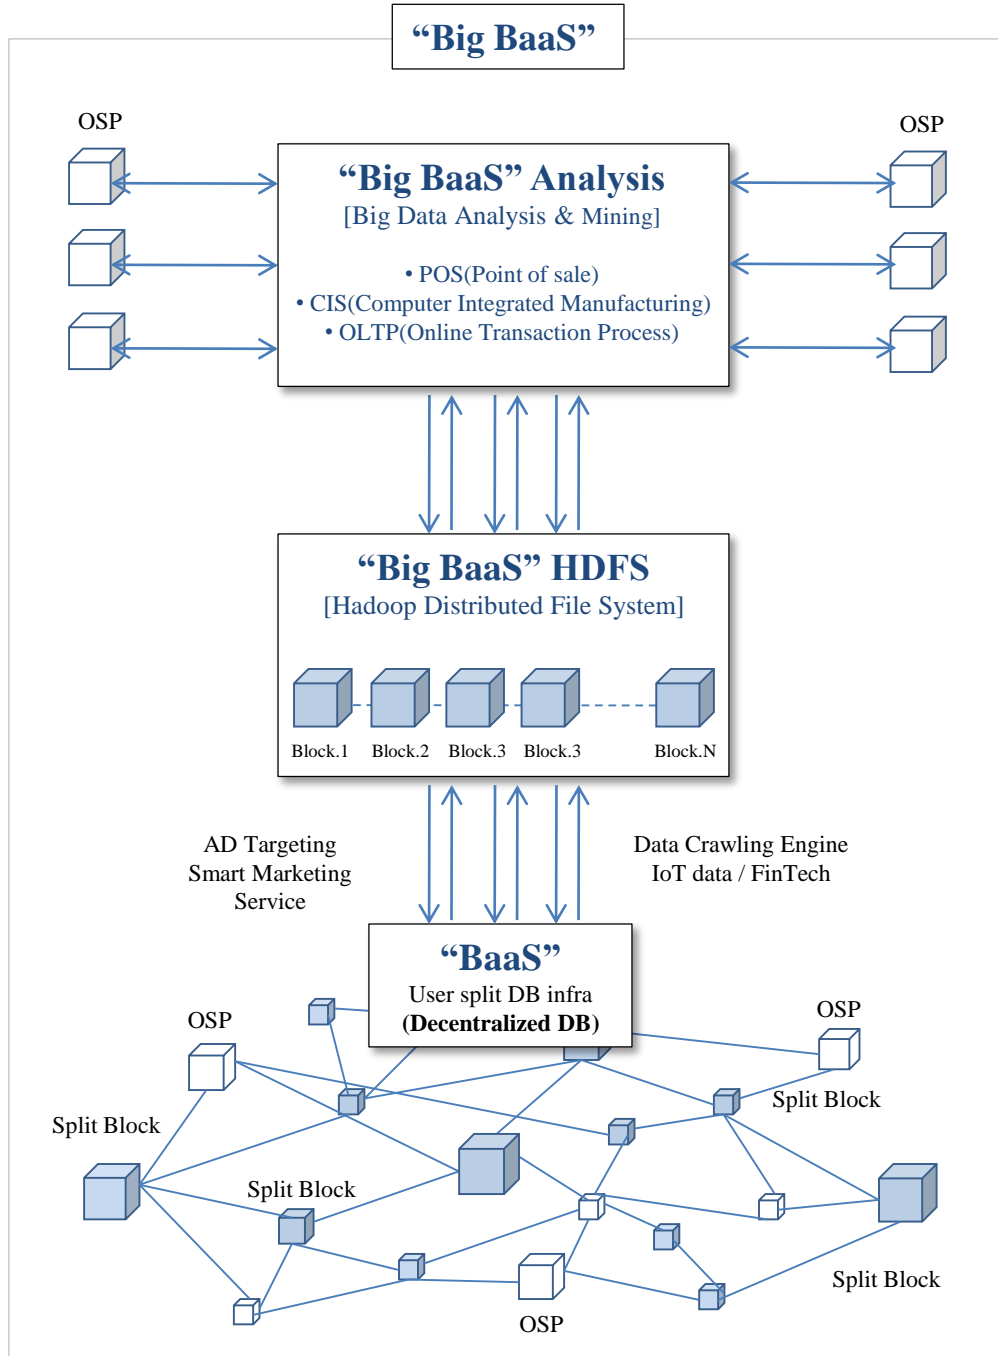 “Big BaaS”
OSP
OSP
“Big BaaS” Analysis
[Big Data Analysis & Mining]
• POS(Point of sale)
• CIS(Computer Integrated Manufacturing)
• OLTP(Online Transaction Process)
“Big BaaS” HDFS
[Hadoop Distributed File System]
Block.1
Block.2
Block.3
Block.3
Block.N
AD Targeting
Smart Marketing
Service
Data Crawling Engine
IoT data / FinTech
“BaaS”
User split DB infra
(Decentralized DB)
OSP
OSP
Split Block
Split Block
Split Block
Split Block
OSP